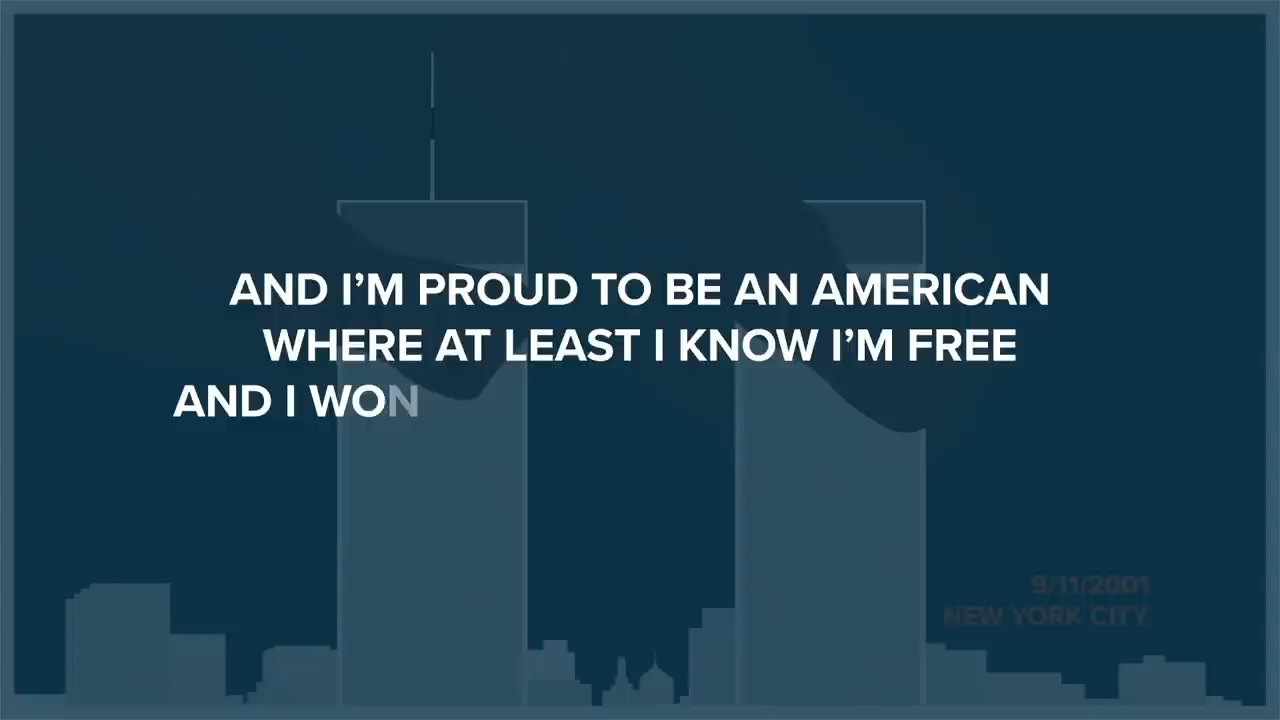 AND I’M PROUD TO BE AN AMERICAN
WHERE AT LEAST I KNOW I’M FREE
AND I WON
9/11/2001
NEW YORK CITY